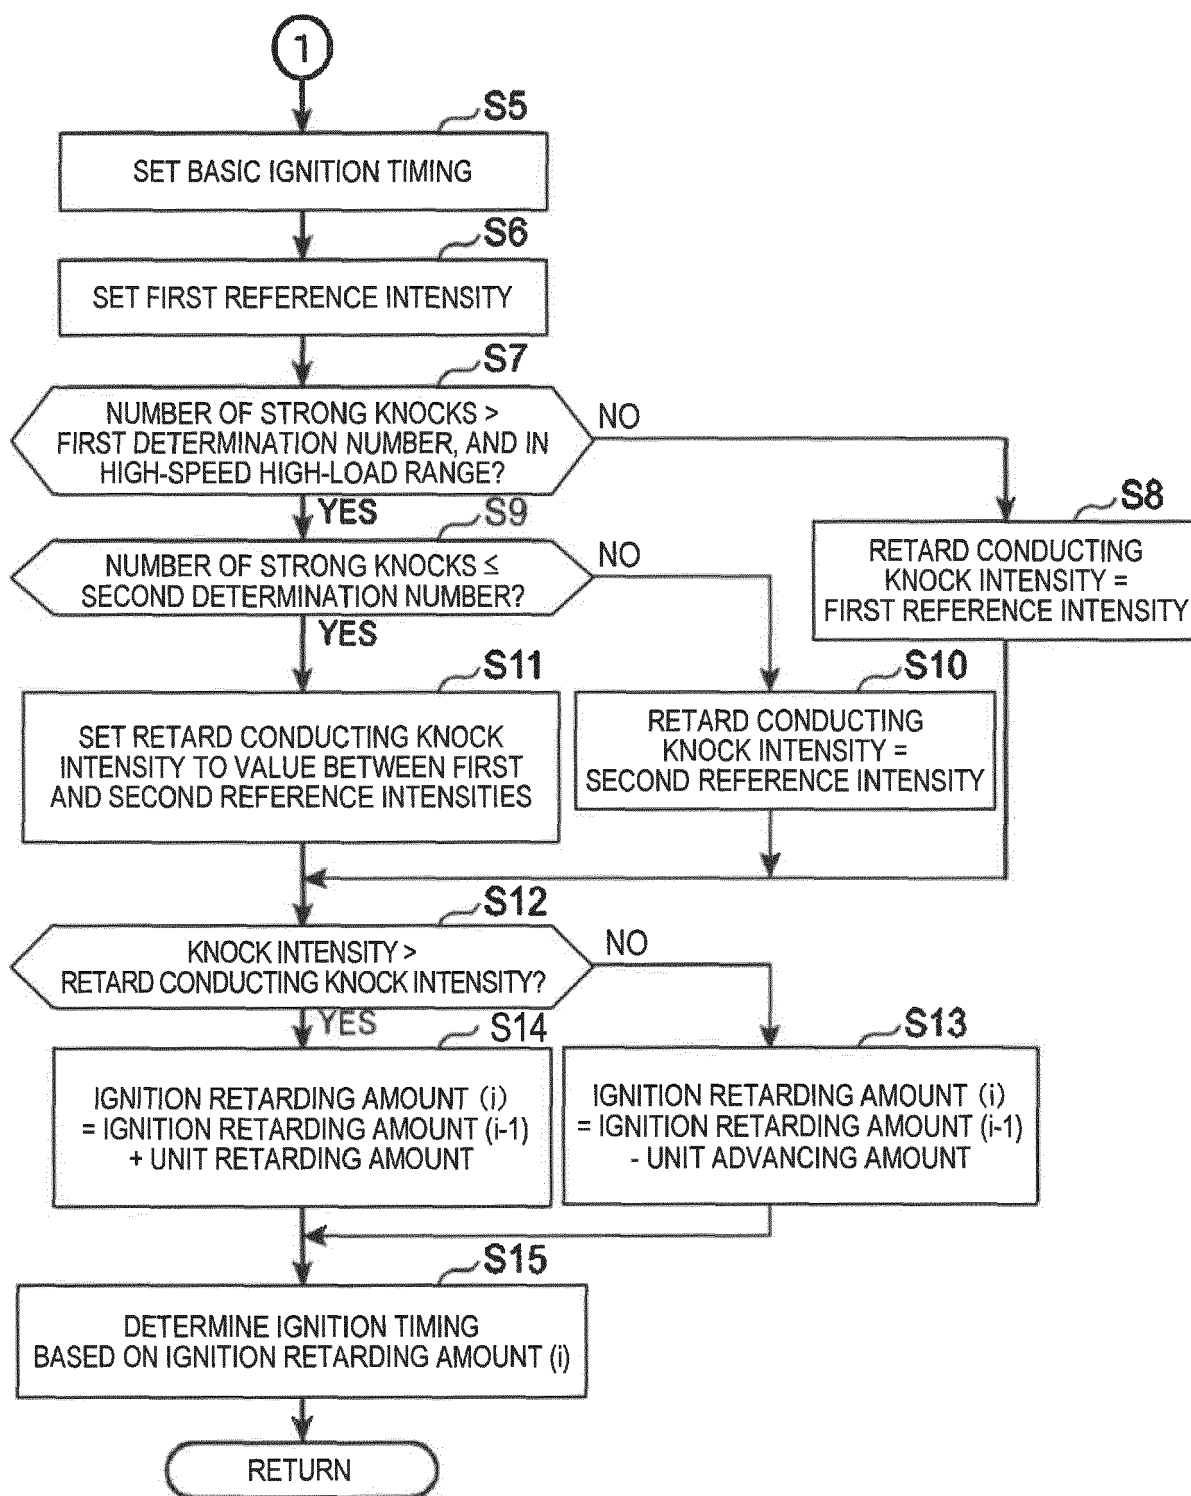 1
S5
SET BASIC IGNITION TIMING
S6
SET FIRST REFERENCE INTENSITY
S7
NUMBER OF STRONG KNOCKS >
FIRST DETERMINATION NUMBER, AND IN
HIGH-SPEED HIGH-LOAD RANGE?
NO
YES
S8
RETARD CONDUCTING
KNOCK INTENSITY =
FIRST REFERENCE INTENSITY
S9
NUMBER OF STRONG KNOCKS ≤
SECOND DETERMINATION NUMBER?
NO
YES
S11
SET RETARD CONDUCTING KNOCK
INTENSITY TO VALUE BETWEEN FIRST
AND SECOND REFERENCE INTENSITIES
S10
RETARD CONDUCTING
KNOCK INTENSITY =
SECOND REFERENCE INTENSITY
S12
KNOCK INTENSITY >
RETARD CONDUCTING KNOCK INTENSITY?
NO
YES
S14
IGNITION RETARDING AMOUNT (i)
= IGNITION RETARDING AMOUNT (i-1)
+ UNIT RETARDING AMOUNT
S13
IGNITION RETARDING AMOUNT (i)
= IGNITION RETARDING AMOUNT (i-1)
- UNIT ADVANCING AMOUNT
S15
DETERMINE IGNITION TIMING
BASED ON IGNITION RETARDING AMOUNT (i)
RETURN